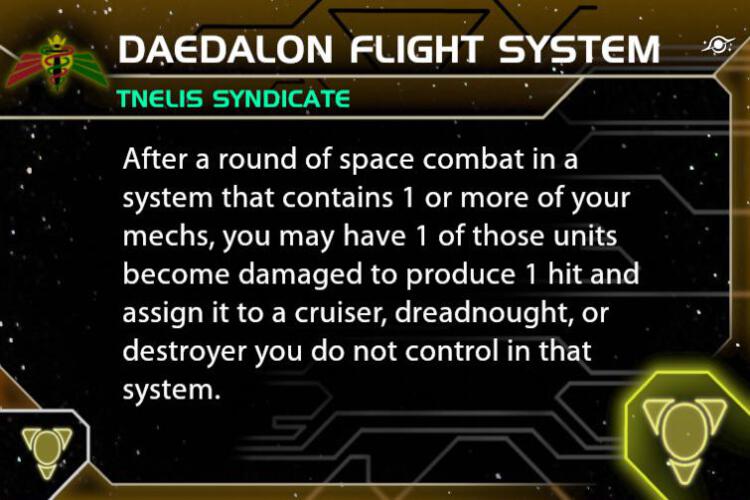 DAEDALON FLIGHT SYSTEM
TNELIS SYNDICATE
After a round of space combat in a
system that contains 1 or more of your
mechs, you may have 1 of those units
become damaged to produce 1 hit and
assign it to a cruiser, dreadnought, or
destroyer you do not control in that
system.